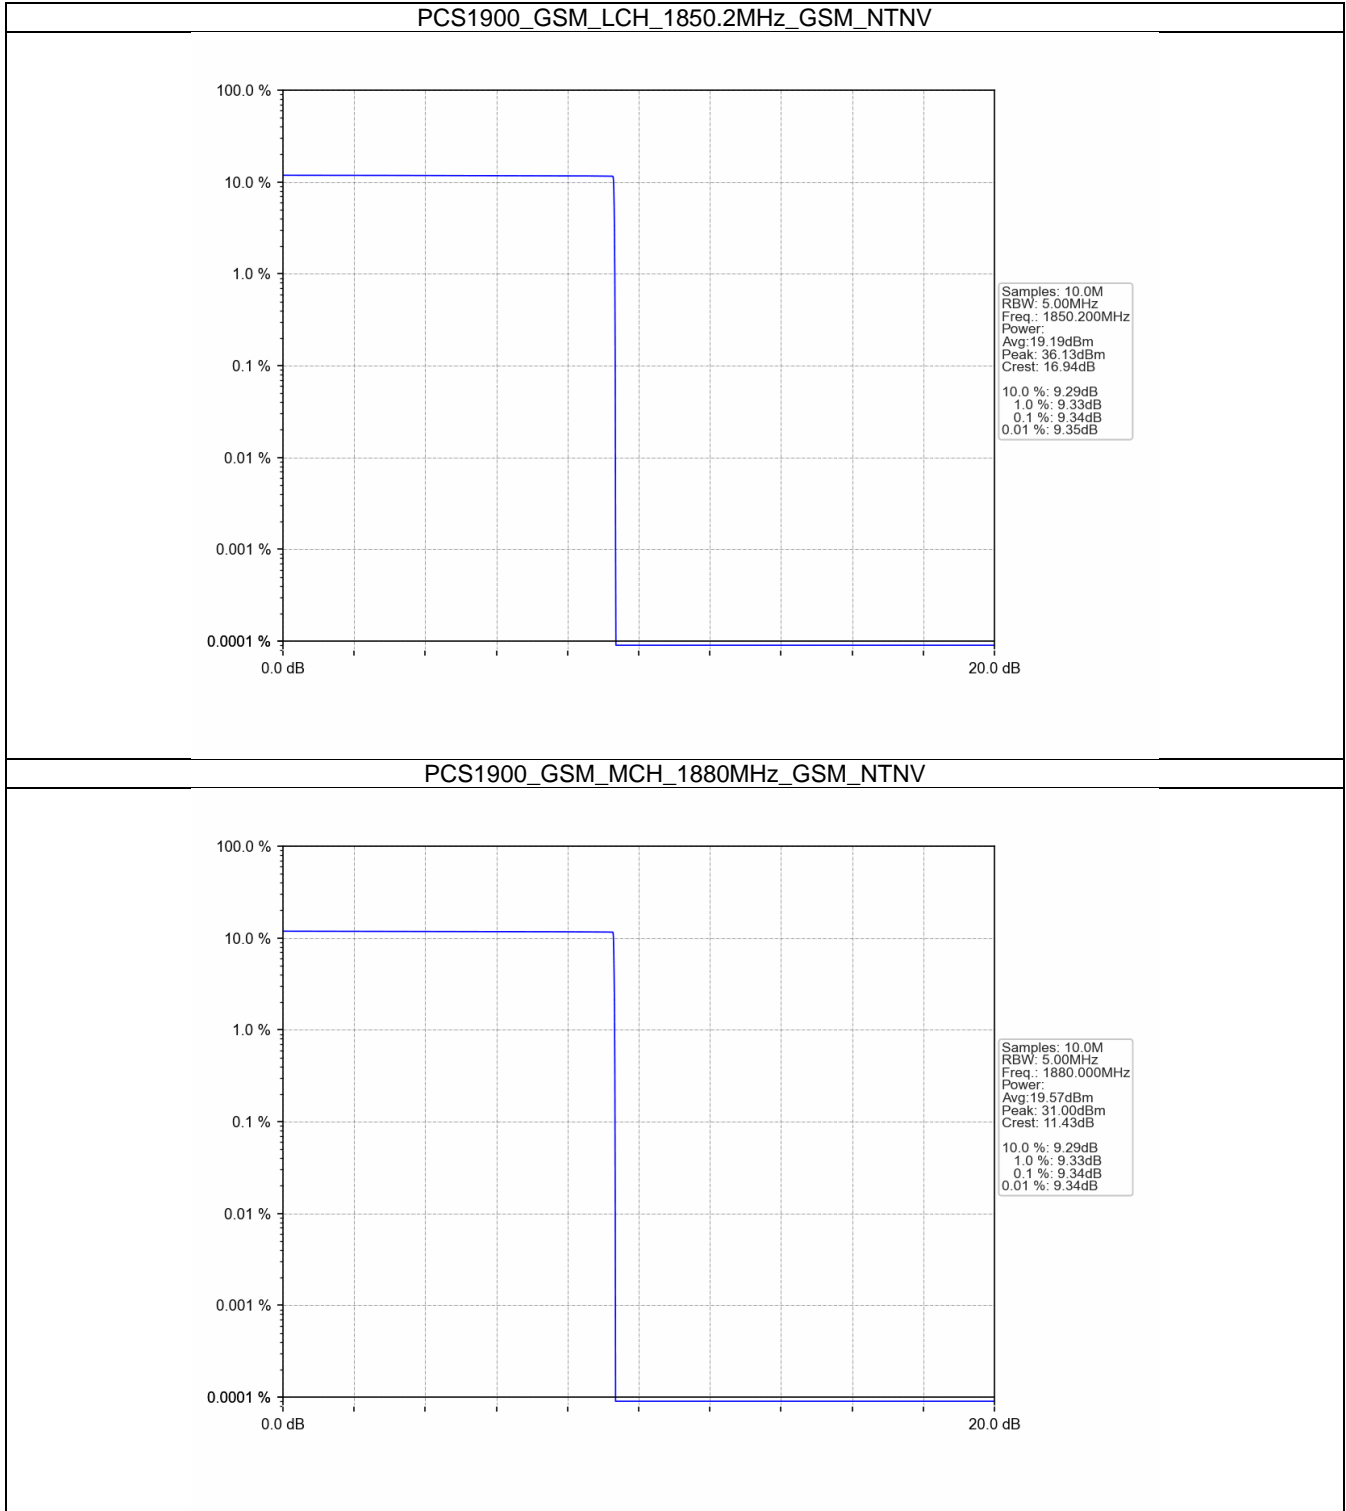 PCS1900_GSM_LCH_1850.2MHz_GSM_NTNV
100.0 %
10.0 %
1.0 %
0.1 %
0.01 %
0.001 %
0.0001 %
0.0 dB
20.0 dB
Samples: 10.0M
RBW: 5.00MHz
Freq.: 1850.200MHz
Power:
Avg:19.19dBm
Peak: 36.13dBm
Crest: 16.94dB
10.0 %: 9.29dB
1.0 %: 9.33dB
0.1 %: 9.34dB
0.01 %: 9.35dB
PCS1900_GSM_MCH_1880MHz_GSM_NTNV
100.0 %
10.0 %
1.0 %
0.1 %
0.01 %
0.001 %
0.0001 %
0.0 dB
20.0 dB
Samples: 10.0M
RBW: 5.00MHz
Freq.: 1880.000MHz
Power:
Avg:19.57dBm
Peak: 31.00dBm
Crest: 11.43dB
10.0 %: 9.29dB
1.0 %: 9.33dB
0.1 %: 9.34dB
0.01 %: 9.34dB